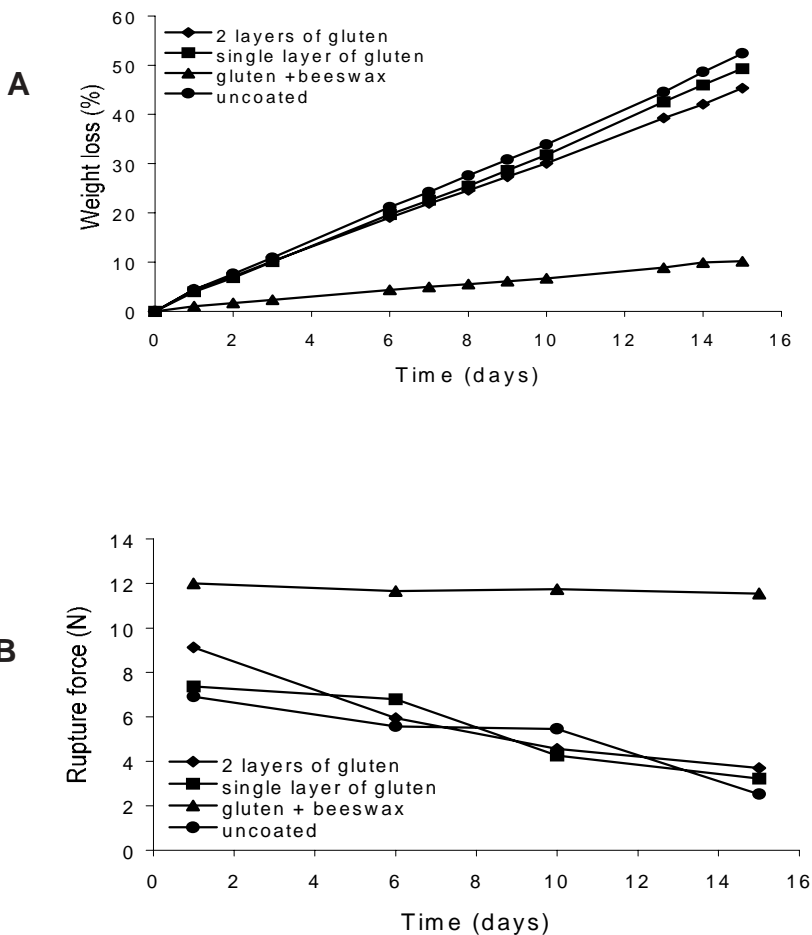 A
Weight loss (%)
60
50
40
30
20
10
0
2 layers of gluten
single layer of gluten
gluten +beeswax
uncoated
0 2 4 6 8 10 12 14 16
Time (days)
B
Rupture force (N)
14
12
10
8
6
4
2
0
2 layers of gluten
single layer of gluten
gluten + beeswax
uncoated
0 2 4 6 8 10 12 14 16
Time (days)